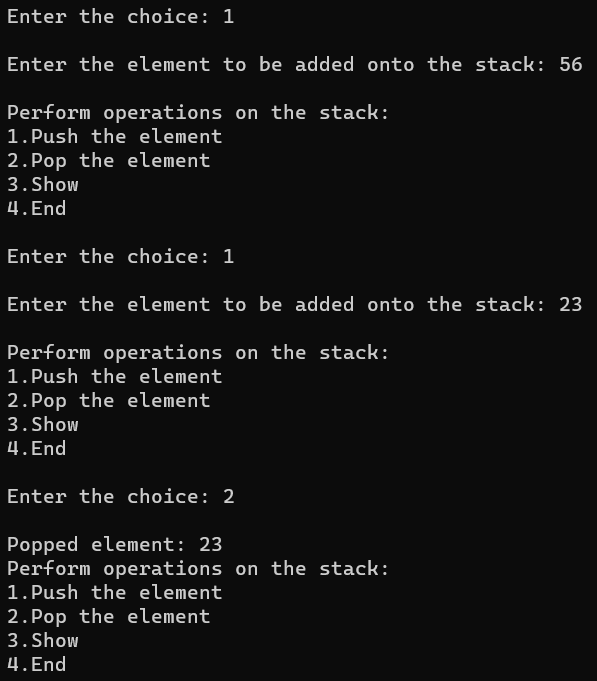 Enter the choice: 1
Enter the element to be added onto the stack: 56
Perform operations on the stack:
1.Push the element
2.Pop the element
3.Show
4.End
Enter the choice: 1
Enter the element to be added onto the stack: 23
Perform operations on the stack:
1.Push the element
2.Pop the element
3.Show
4.End
Enter the choice: 2
Popped element: 23
Perform operations on the stack:
1.Push the element
2.Pop the element
3.Show
4.End